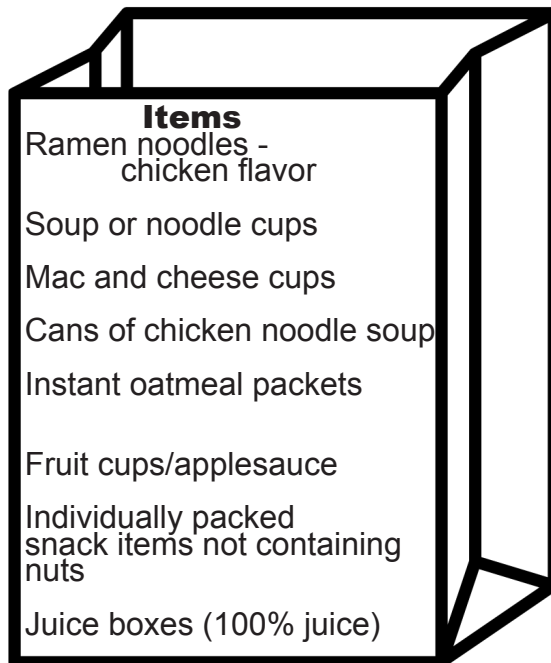 Items
Ramen noodles -
chicken flavor
Soup or noodle cups
Mac and cheese cups
Cans of chicken noodle soup
Instant oatmeal packets
Fruit cups/applesauce
Individually packed
snack items not containing
nuts
Juice boxes (100% juice)